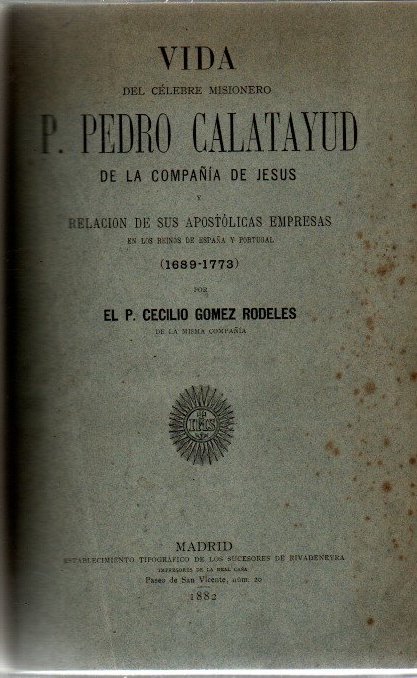 VIDA
DEL CÉLEBRE MISIONERO
P. PEDRO CALATAYUD
DE LA COMPAÑÍA DE JESUS
Y
RELACION DE SUS APOSTÓLICAS EMPRESAS
EN LOS REINOS DE ESPAÑA Y PORTUGAL
(1689-1773)
POR
EL P. CECILIO GOMEZ RODELES
DE LA MISMA COMPAÑÍA
IHS
MADRID
ESTABLECIMIENTO TIPOGRÁFICO DE LOS SUCESORES DE RIVADENEYRA
IMPRESORES DE LA REAL CASA
Paseo de San Vicente, núm. 20
1882